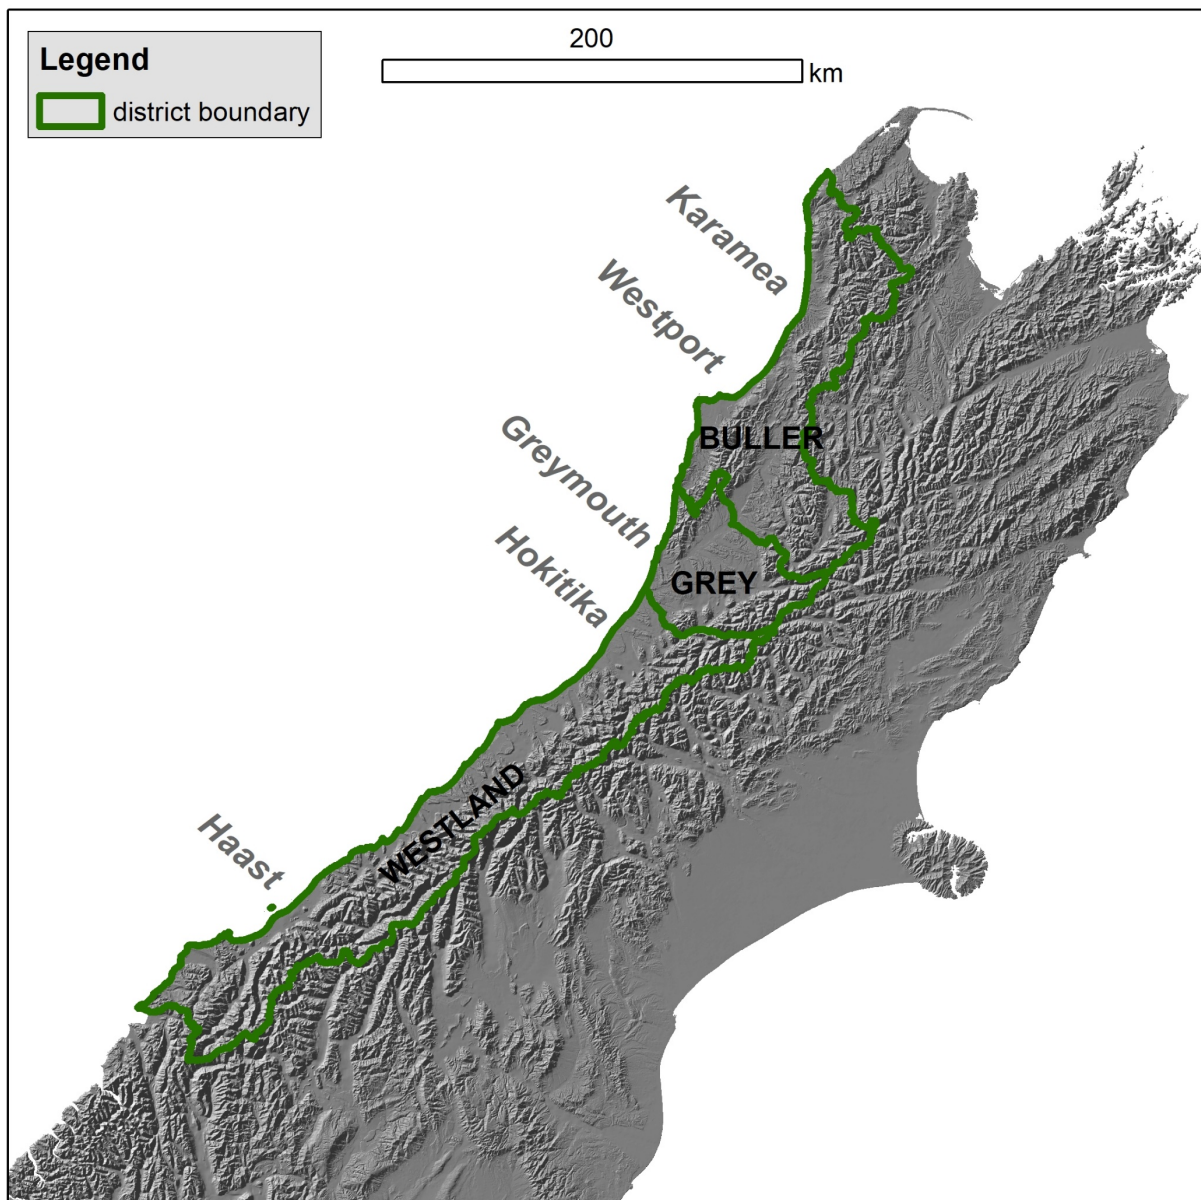 Legend
district boundary
200
km
Karamea
Westport
BULLER
Greymouth
Hokitika
GREY
WESTLAND
Haast